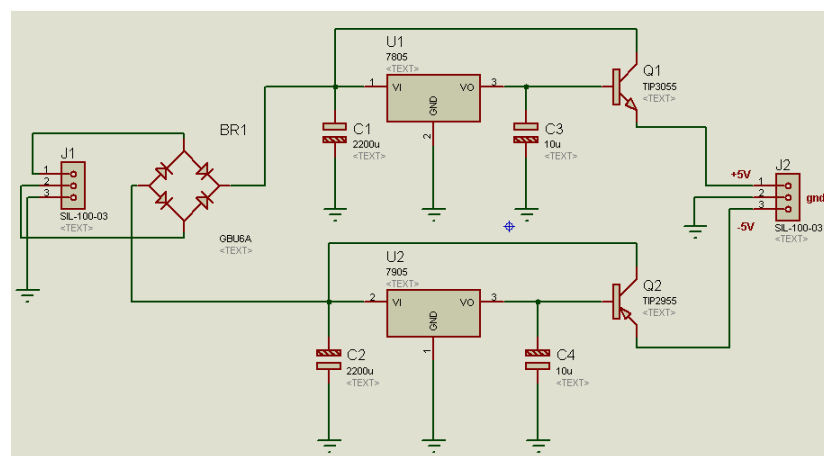 U1
7805
<TEXT>
1
VI
VO
3
GND
2
Q1
TIP3055
<TEXT>
BR1
C1
2200u
<TEXT>
C3
10u
<TEXT>
J1
1
2
3
SIL-100-03
<TEXT>
GBU6A
+5V
J2
1
2
3
gnd
-5V
SIL-100-03
<TEXT>
U2
7905
<TEXT>
2
VI
VO
3
GND
1
Q2
TIP2955
<TEXT>
C2
2200u
<TEXT>
C4
10u
<TEXT>